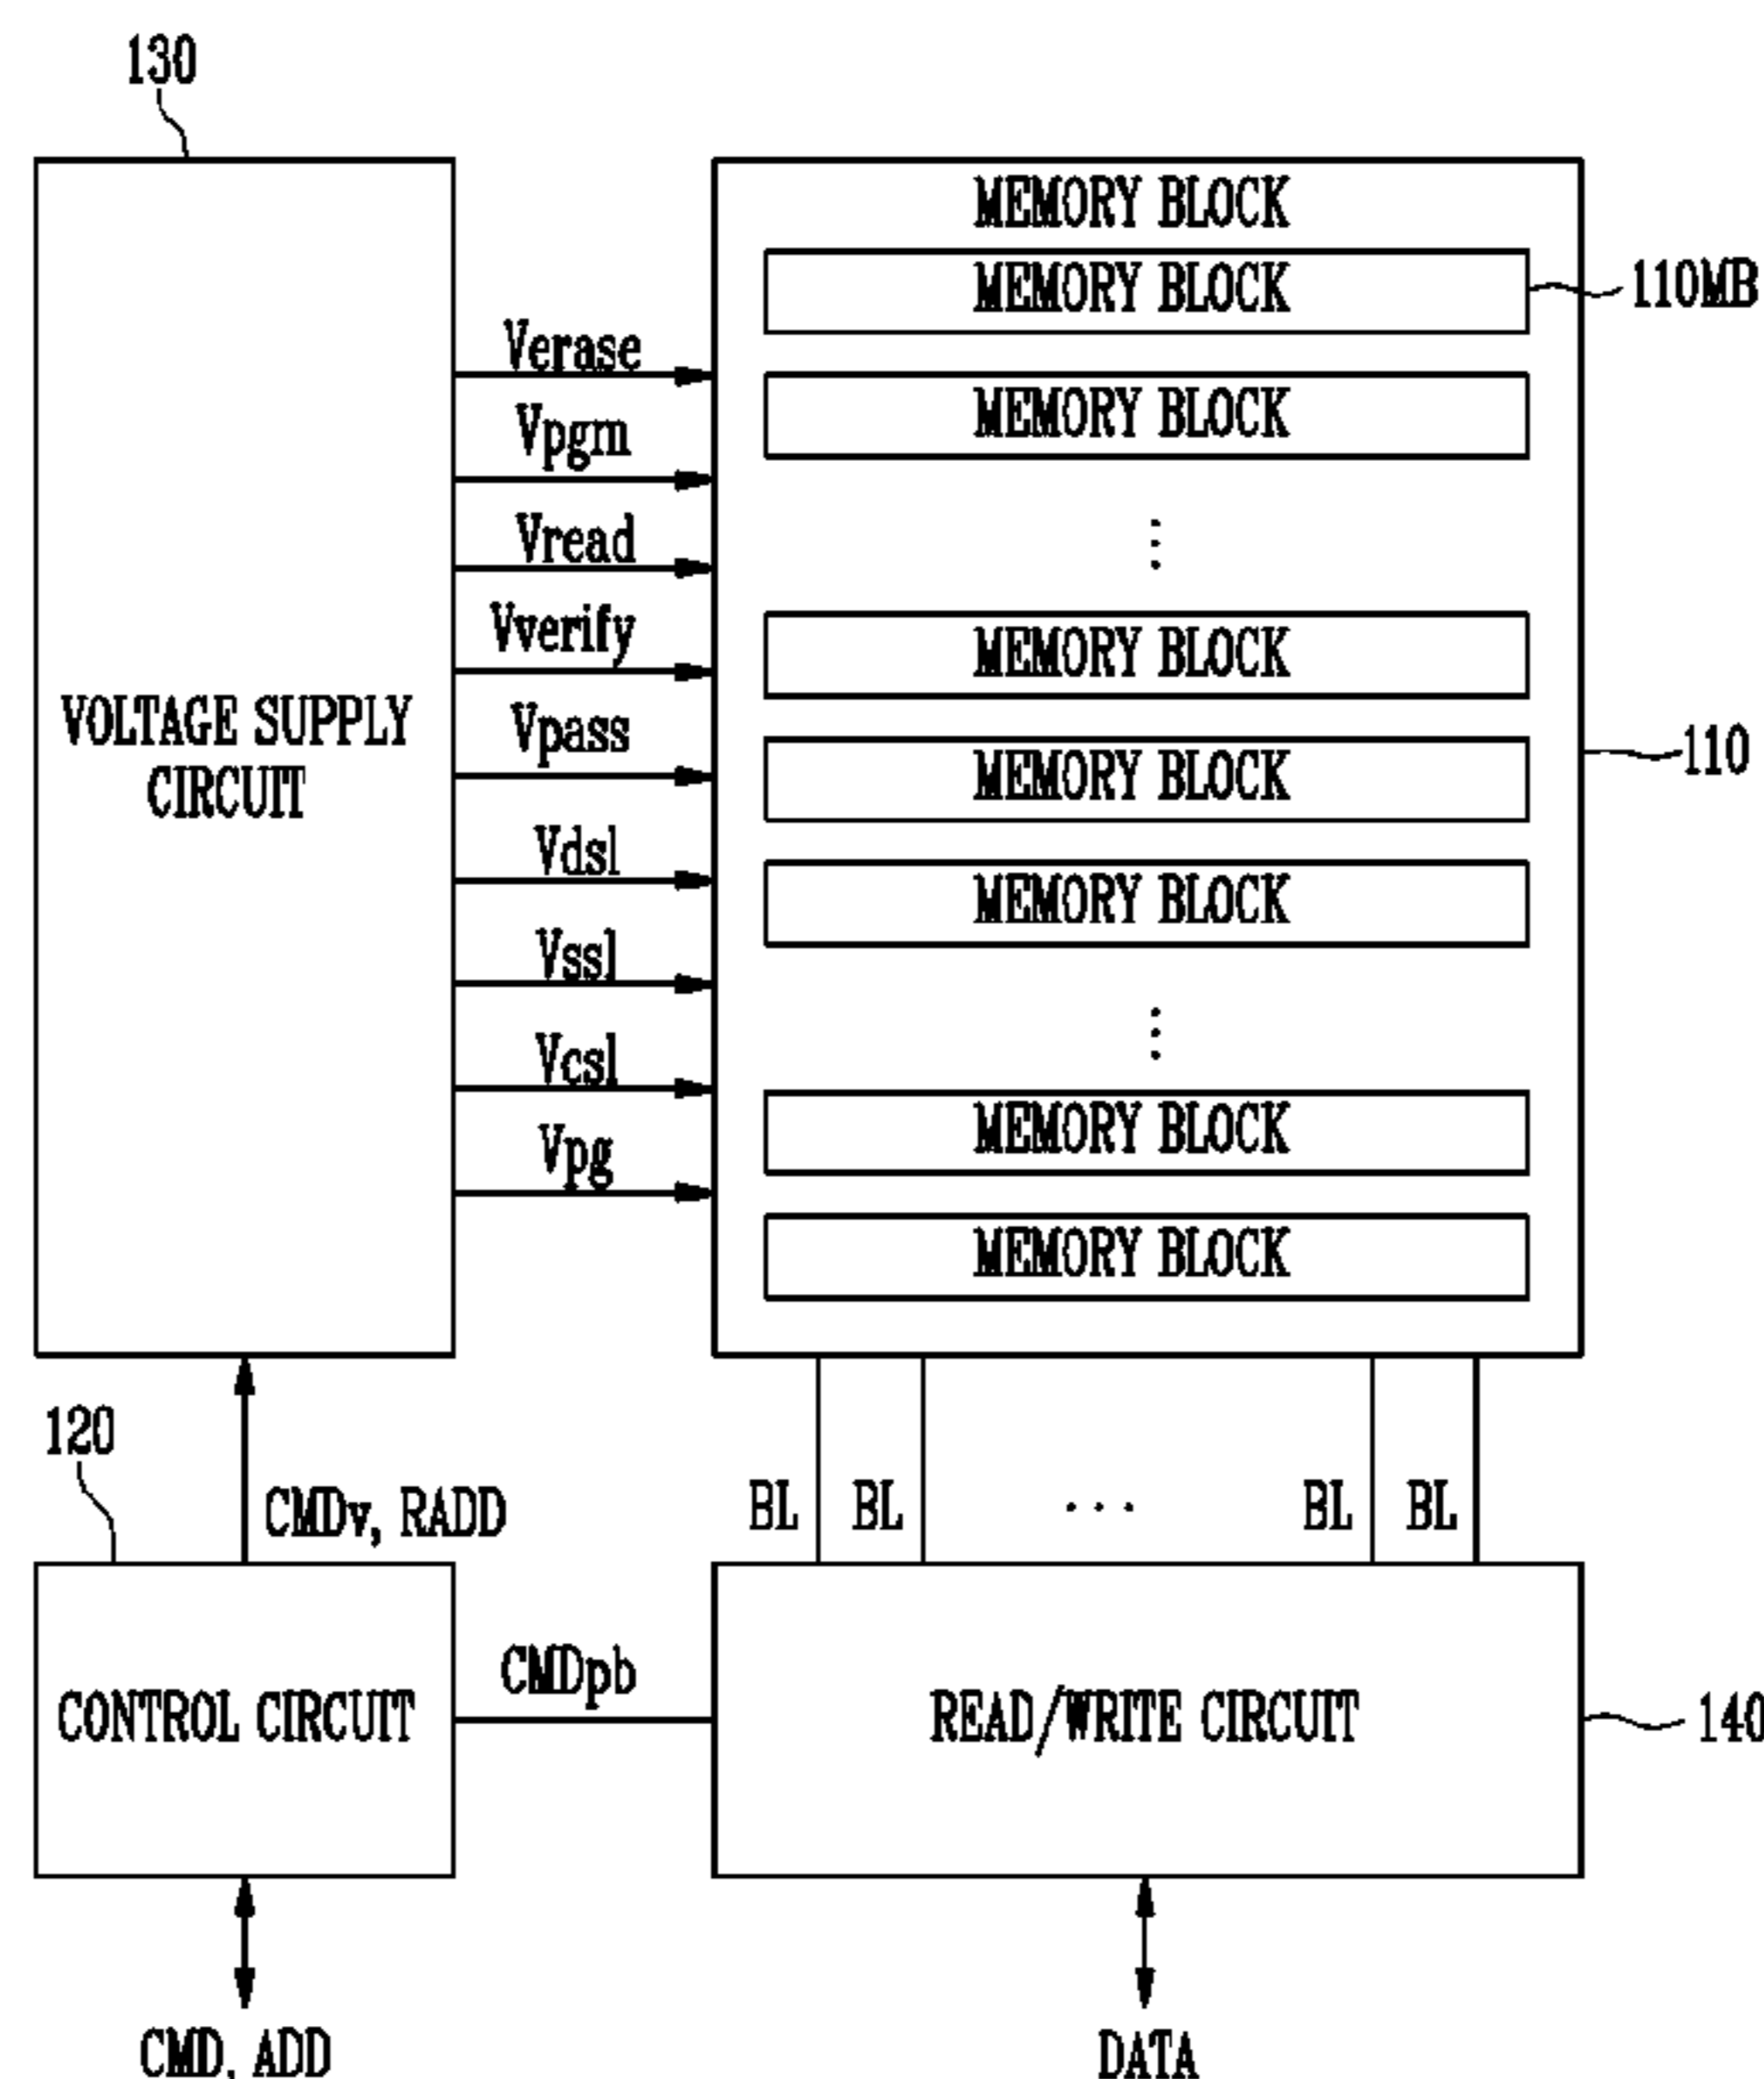 130
MEMORY BLOCK
MEMORY BLOCK
110MB
Verase
MEMORY BLOCK
Vpgm
Vread
Vverify
MEMORY BLOCK
VOLTAGE SUPPLY
CIRCUIT
Vpass
MEMORY BLOCK
110
Vdsl
MEMORY BLOCK
Vssl
Vcsl
MEMORY BLOCK
Vpg
MEMORY BLOCK
120
CMDv, RADD
BL
BL
...
BL
BL
CONTROL CIRCUIT
CMDpb
READ/WRITE CIRCUIT
140
CMD, ADD
DATA